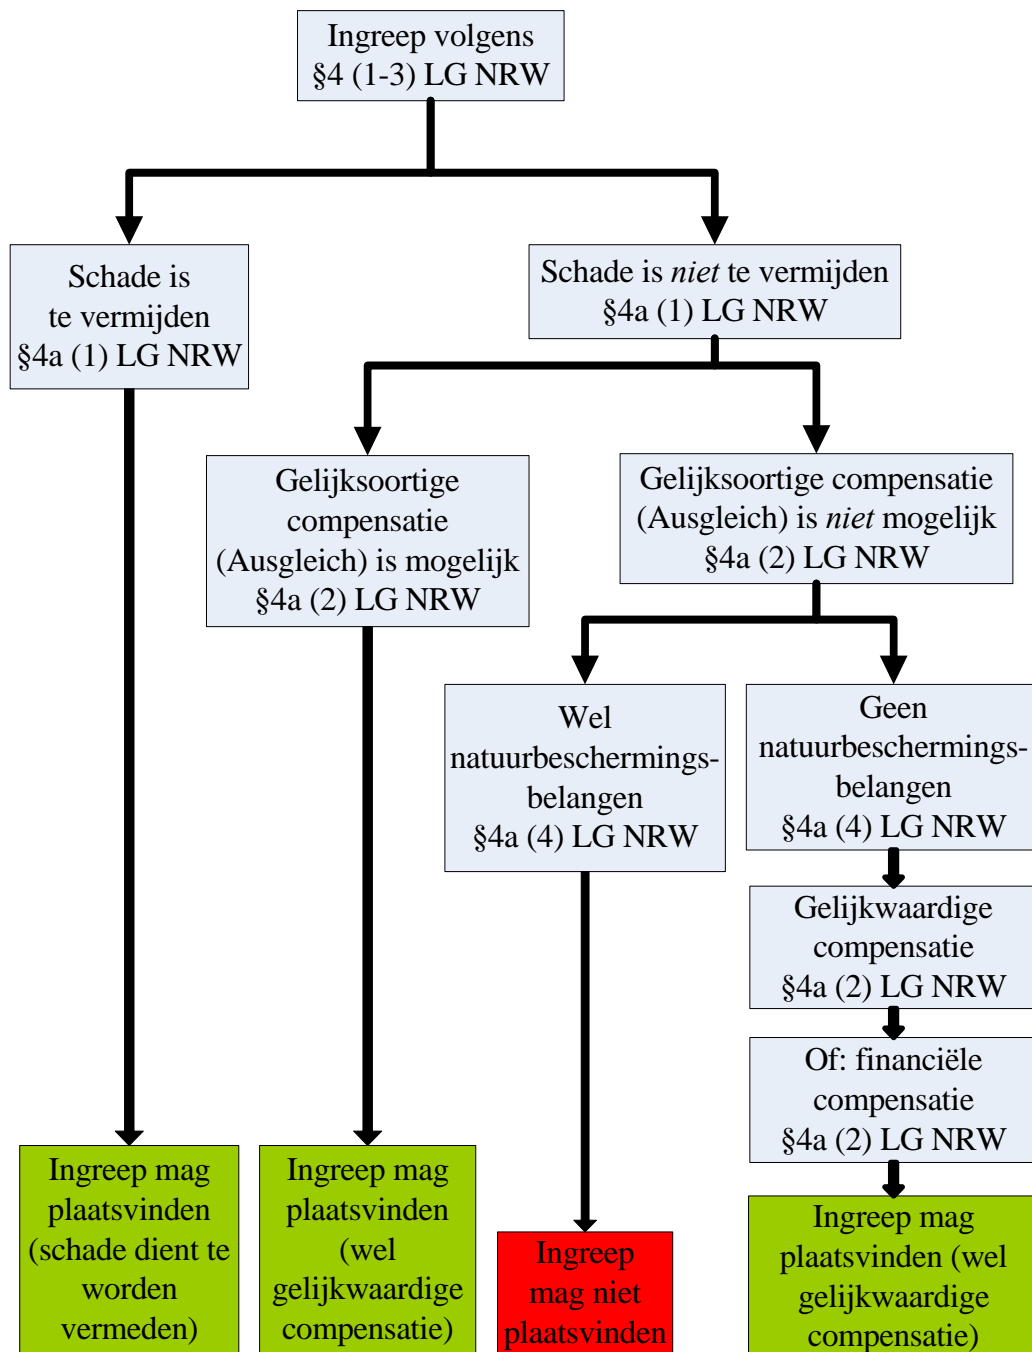 Ingreep volgens
§4 (1-3) LG NRW
Schade is
te vermijden
§4a (1) LG NRW
Schade is niet te vermijden
§4a (1) LG NRW
Gelijksoortige
compensatie
(Ausgleich) is mogelijk
§4a (2) LG NRW
Gelijksoortige compensatie
(Ausgleich) is niet mogelijk
§4a (2) LG NRW
Wel
natuurbeschermings-
belangen
§4a (4) LG NRW
Geen
natuurbeschermings-
belangen
§4a (4) LG NRW
Gelijkwaardige
compensatie
§4a (2) LG NRW
Of: financiële
compensatie
§4a (2) LG NRW
Ingreep mag
plaatsvinden
(schade dient te
worden
vermeden)
Ingreep mag
plaatsvinden
(wel
gelijkwaardige
compensatie)
Ingreep
mag niet
plaatsvinden
Ingreep mag
plaatsvinden (wel
gelijkwaardige
compensatie)